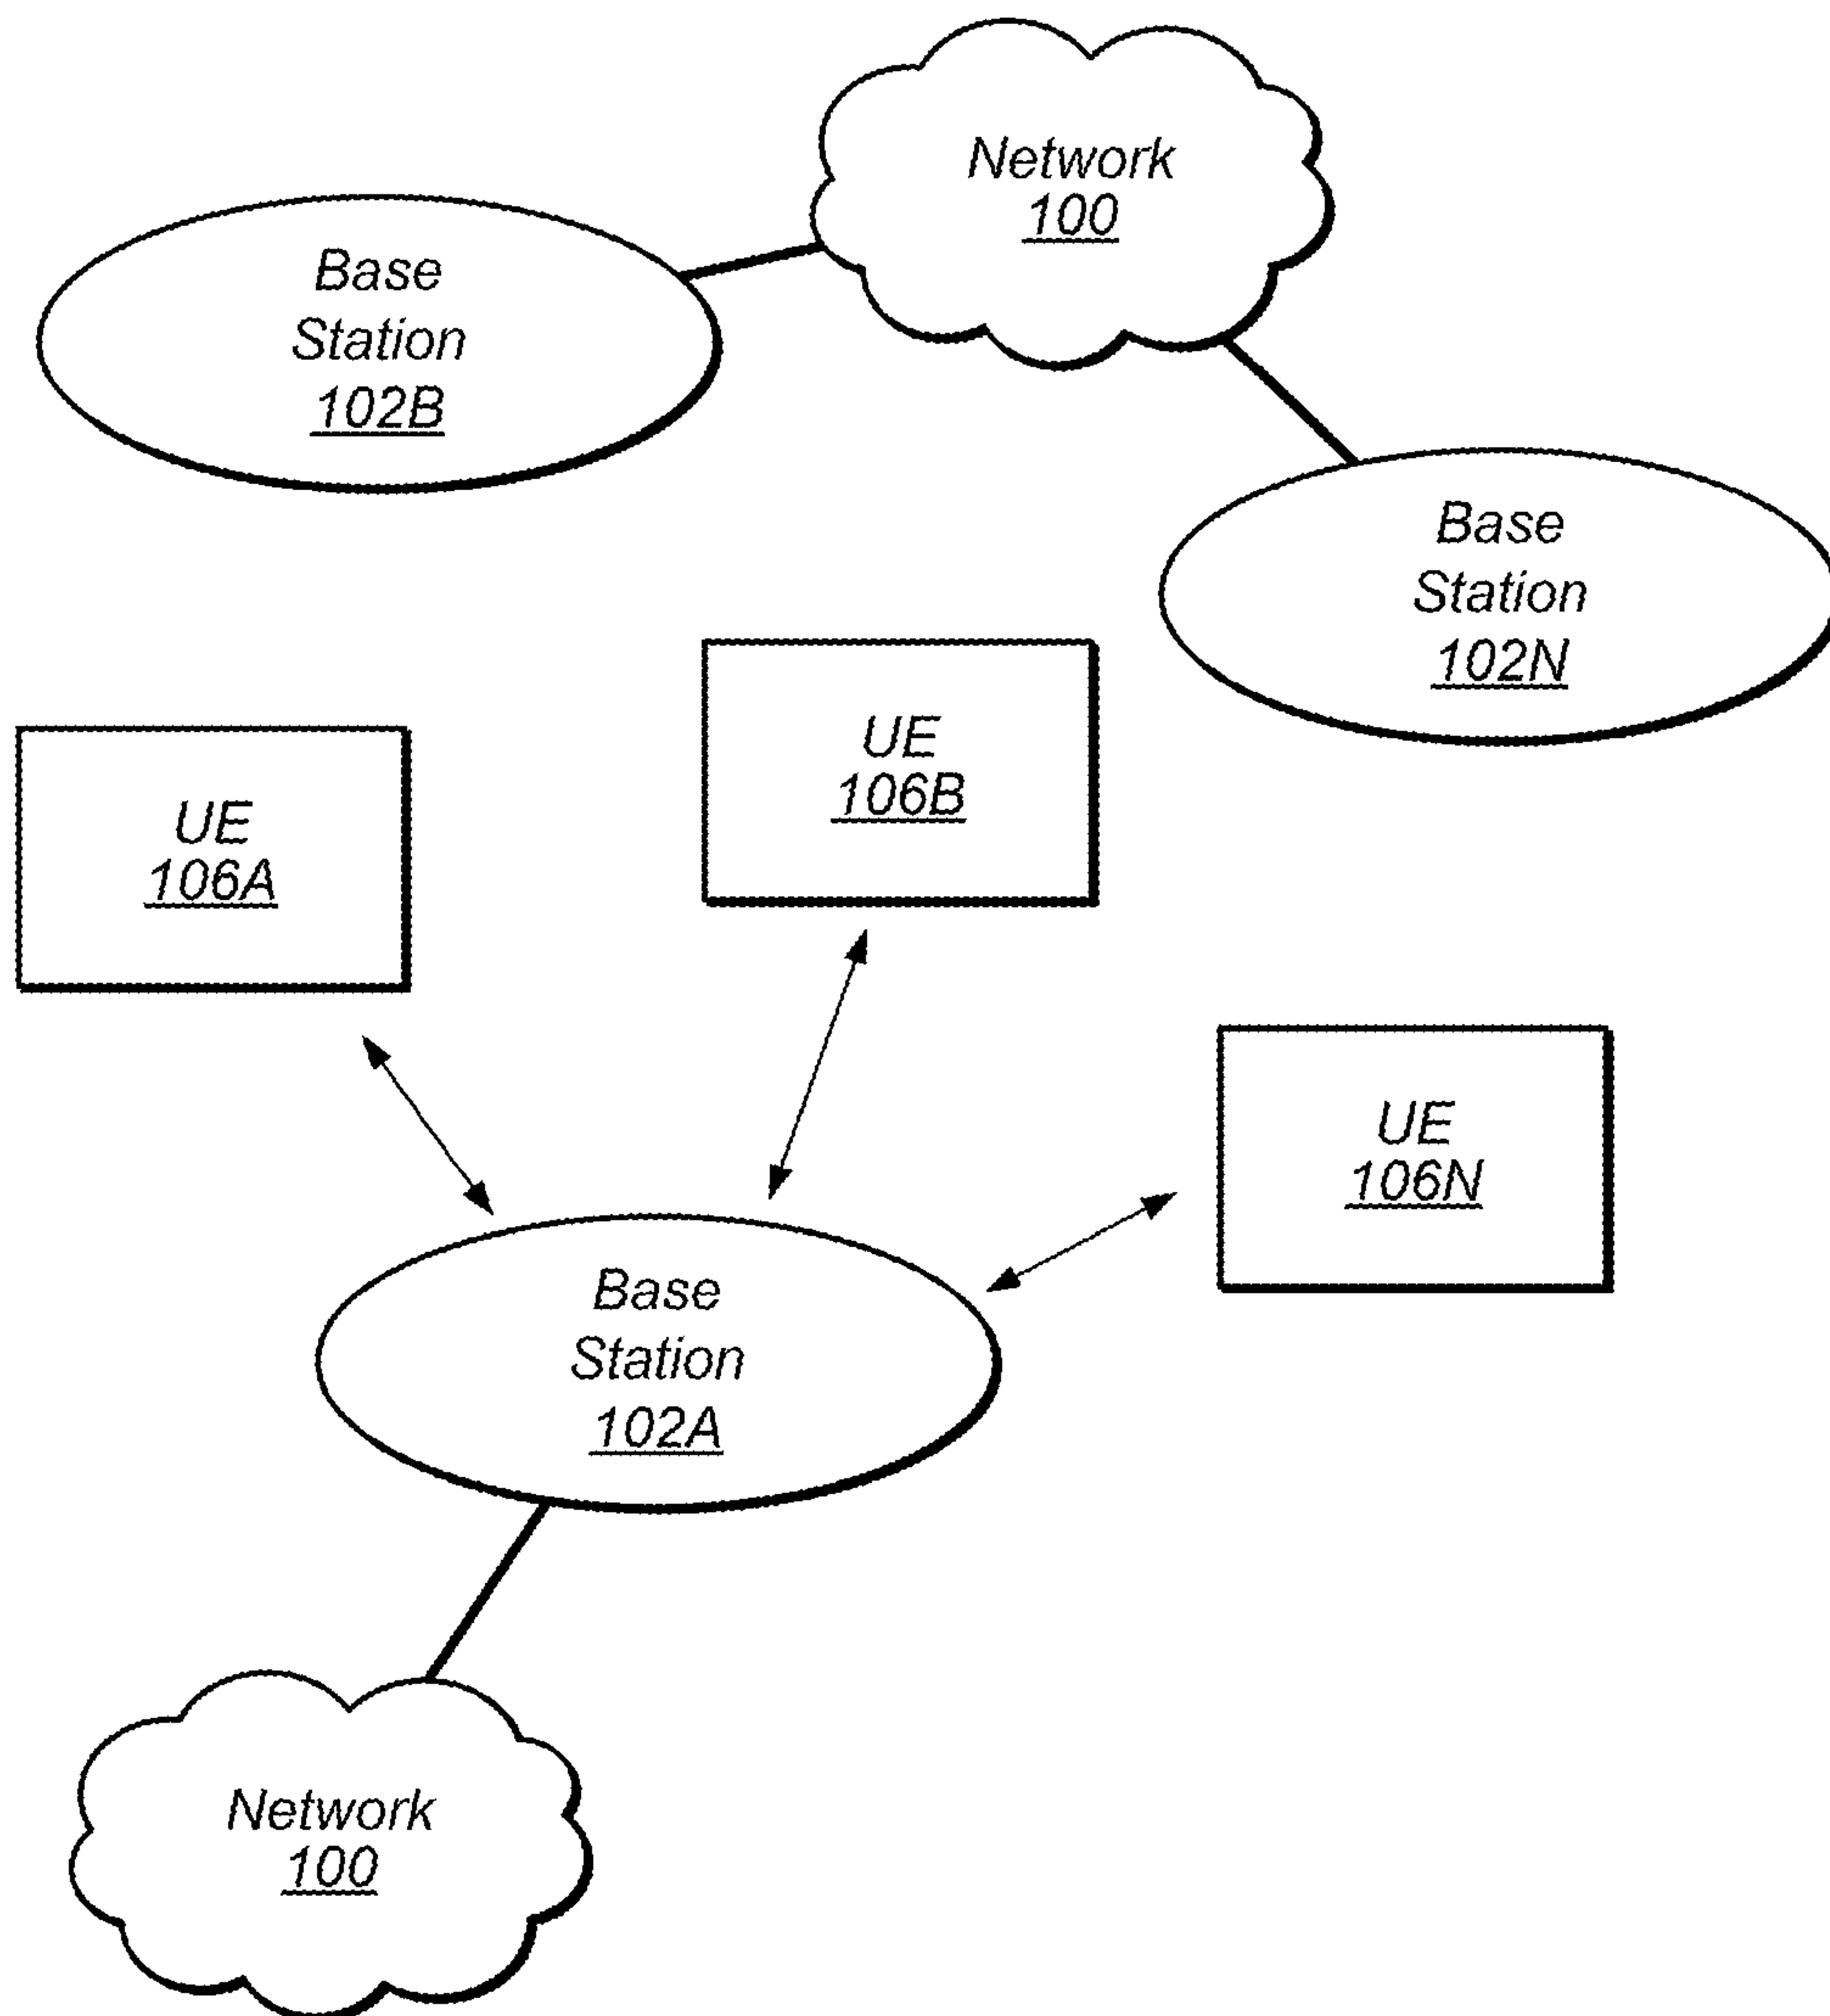 Network
100
Base
Station
102B
Base
Station
102N
UE
106B
UE
106A
UE
106N
Base
Station
102A
Network
100